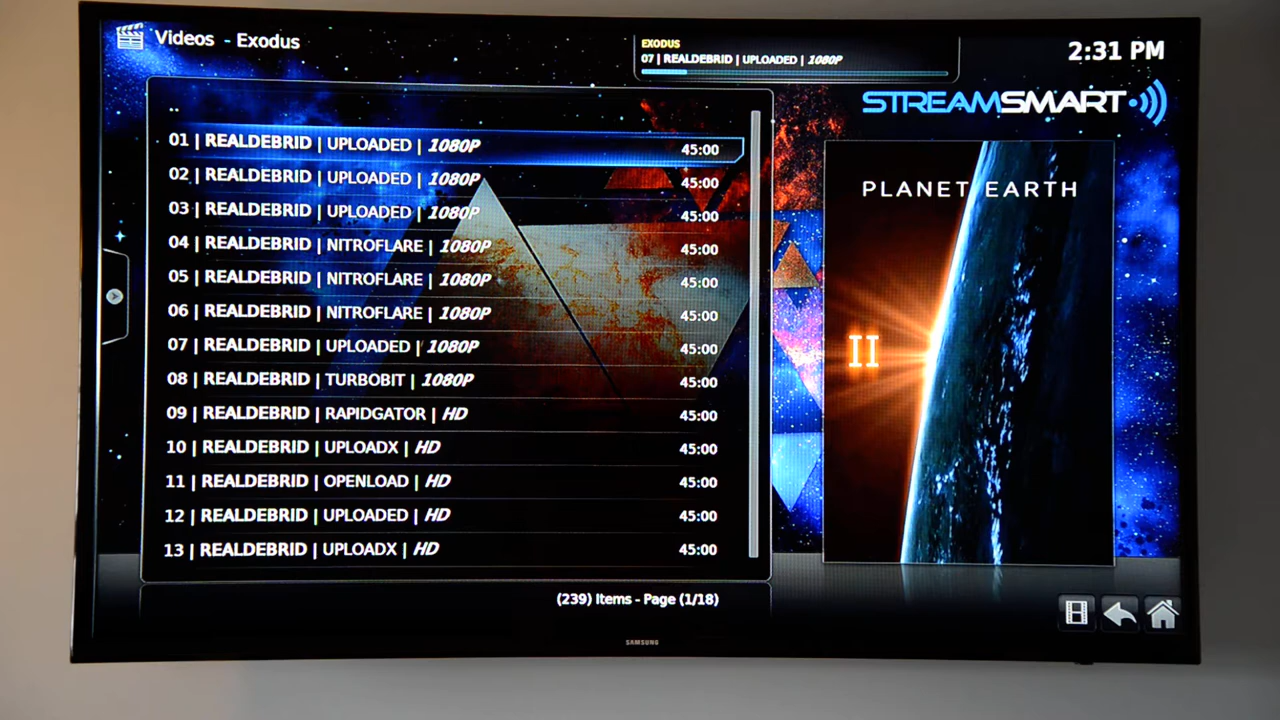 Videos - Exodus
EXODUS
07 | REALDEBRID | UPLOADED | 1080P
2:31 PM
STREAMSMART
..
01 | REALDEBRID | UPLOADED | 1080P 45:00
02 | REALDEBRID | UPLOADED | 1080P 45:00
03 | REALDEBRID | UPLOADED | 1080P 45:00
04 | REALDEBRID | NITROFLARE | 1080P 45:00
05 | REALDEBRID | NITROFLARE | 1080P 45:00
06 | REALDEBRID | NITROFLARE | 1080P 45:00
07 | REALDEBRID | UPLOADED | 1080P 45:00
08 | REALDEBRID | TURBOBIT | 1080P 45:00
09 | REALDEBRID | RAPIDGATOR | HD 45:00
10 | REALDEBRID | UPLOADX | HD 45:00
11 | REALDEBRID | OPENLOAD | HD 45:00
12 | REALDEBRID | UPLOADED | HD 45:00
13 | REALDEBRID | UPLOADX | HD 45:00
PLANET EARTH
II
(239) Items - Page (1/18)
SAMSUNG